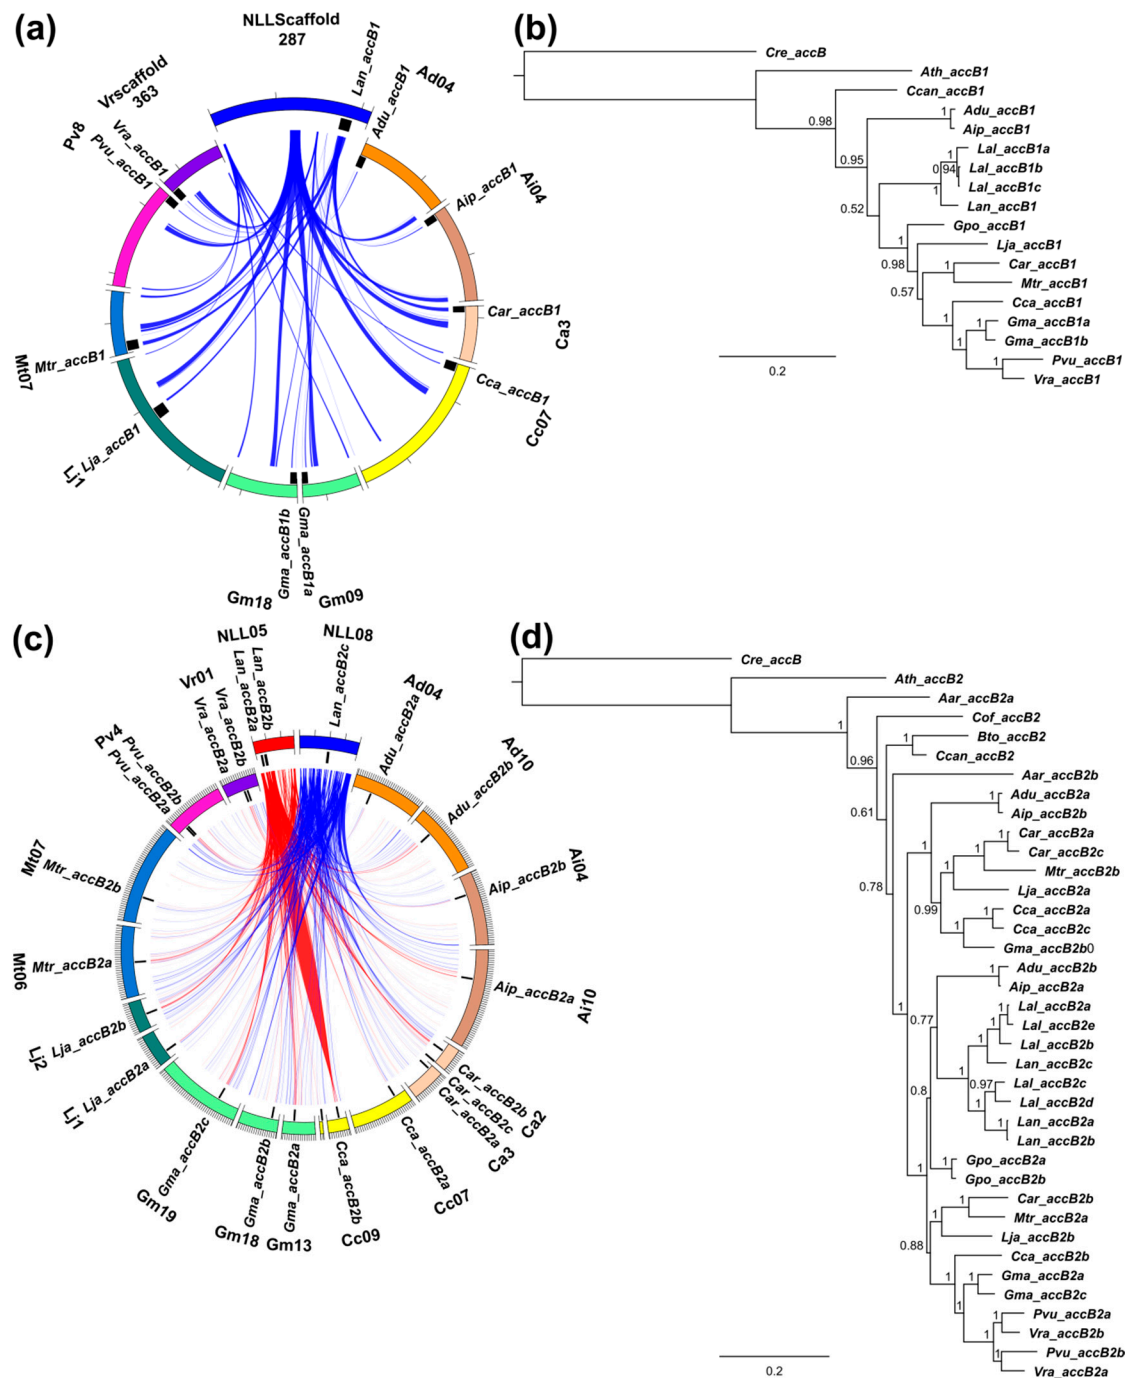 (a)
NLLScaffold
287
Lan_accB1
Adu_accB1
Ad04
Aip_accB1
Ai04
Car_accB1
Ca3
Cca_accB1
Cc07
Gma_accB1a
Gm09
Gma_accB1b
Gm18
Lja_accB1
Lj1
Mtr_accB1
Mt07
Pvu_accB1
Pv8
Vra_accB1
Vrscaffold
363
(b)
Cre_accB
Ath_accB1
Ccan_accB1
0.98
Adu_accB1
Aip_accB1
1
0.95
Lal_accB1a
1
Lal_accB1b
0.94
Lal_accB1c
1
Lan_accB1
0.52
Gpo_accB1
1
Lja_accB1
0.98
Car_accB1
1
Mtr_accB1
0.57
Cca_accB1
1
Gma_accB1a
1
Gma_accB1b
1
Pvu_accB1
1
Vra_accB1
0.2
(c)
NLL05
Lan_accB2a
Lan_accB2b
NLL08
Lan_accB2c
Ad04
Adu_accB2a
Ad10
Adu_accB2b
Ai04
Aip_accB2b
Ai10
Aip_accB2a
Car_accB2b
Ca2
Car_accB2c
Car_accB2a
Ca3
Cca_accB2a
Cc07
Cca_accB2b
Cc09
Gma_accB2a
Gm13
Gma_accB2b
Gm18
Gma_accB2c
Gm19
Lja_accB2a
Lj1
Lja_accB2b
Lj2
Mtr_accB2a
Mt06
Mtr_accB2b
Mt07
Pvu_accB2a
Pvu_accB2b
Pv4
Vra_accB2a
Vra_accB2b
Vr01
(d)
Cre_accB
Ath_accB2
Aar_accB2a
1
Cof_accB2
Bto_accB2
1
0.96
Ccan_accB2
Aar_accB2b
0.61
Adu_accB2a
1
Aip_accB2b
Car_accB2a
1
1
Car_accB2c
1
Mtr_accB2b
1
Lja_accB2a
0.78
0.99
Cca_accB2a
1
Cca_accB2c
1
Gma_accB2b0
Adu_accB2b
1
Aip_accB2a
Lal_accB2a
1
1
0.77
Lal_accB2e
1
Lal_accB2b
1
Lan_accB2c
Lal_accB2c
0.97
0.8
Lal_accB2d
1
Lan_accB2a
1
Lan_accB2b
Gpo_accB2a
1
1
Gpo_accB2b
Car_accB2b
1
1
Mtr_accB2a
Lja_accB2b
0.88
Cca_accB2b
1
Gma_accB2a
1
Gma_accB2c
1
Pvu_accB2a
1
Vra_accB2b
1
Pvu_accB2b
1
Vra_accB2a
0.2